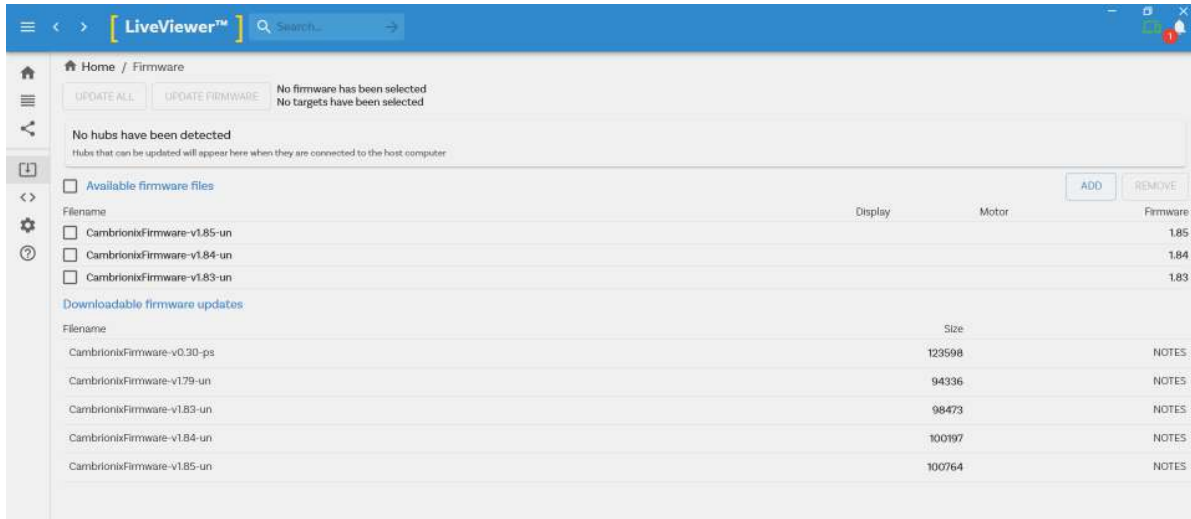 LiveViewer™ Search...
1
Home / Firmware
UPDATE ALL UPDATE FIRMWARE No firmware has been selected
No targets have been selected
No hubs have been detected
Hubs that can be updated will appear here when they are connected to the host computer
Available firmware files ADD REMOVE
Filename Display Motor Firmware
CambrionixFirmware-v1.85-un 1.85
CambrionixFirmware-v1.84-un 1.84
CambrionixFirmware-v1.83-un 1.83
Downloadable firmware updates
Filename Size
CambrionixFirmware-v0.30-ps 123598 NOTES
CambrionixFirmware-v1.79-un 94336 NOTES
CambrionixFirmware-v1.83-un 98473 NOTES
CambrionixFirmware-v1.84-un 100197 NOTES
CambrionixFirmware-v1.85-un 100764 NOTES